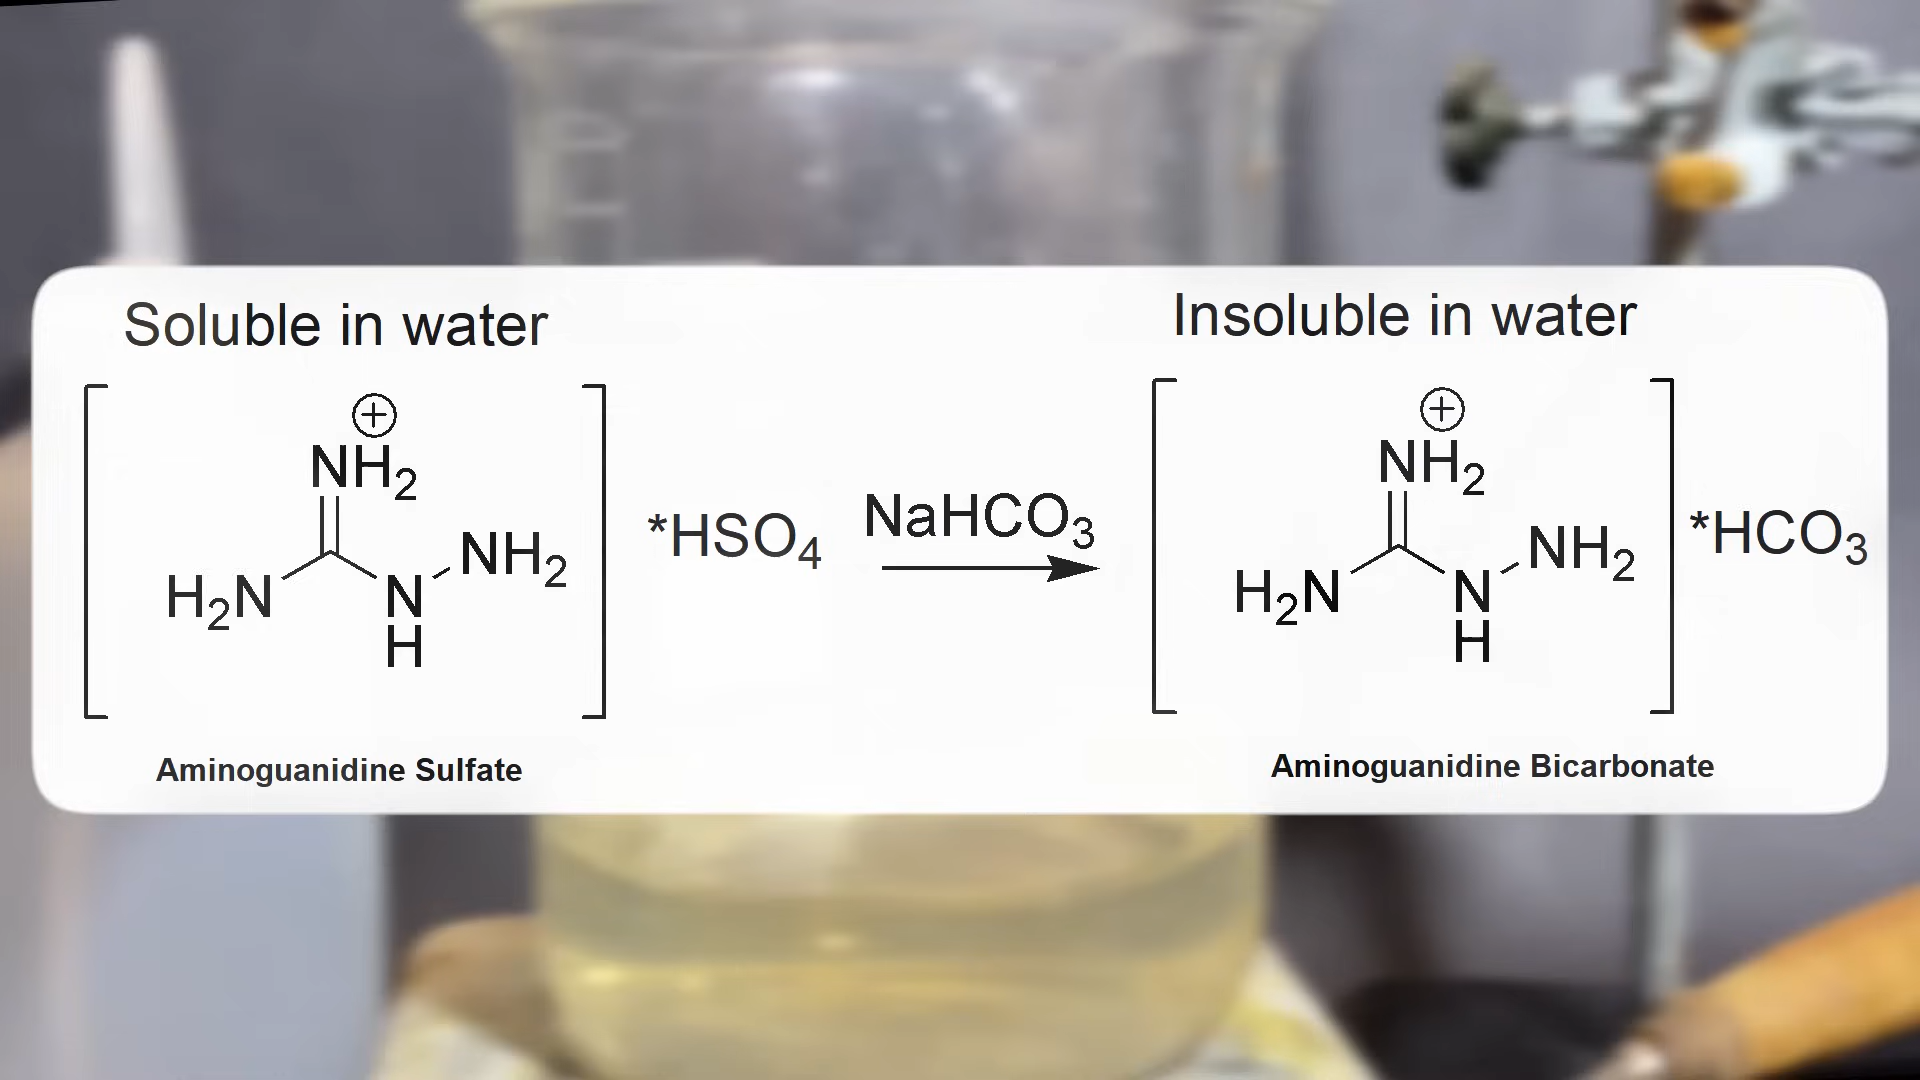 Soluble in water
Insoluble in water
⊕
NH₂
H₂N
N
H
NH₂
*HSO₄
NaHCO₃
⊕
NH₂
H₂N
N
H
NH₂
*HCO₃
Aminoguanidine Sulfate
Aminoguanidine Bicarbonate